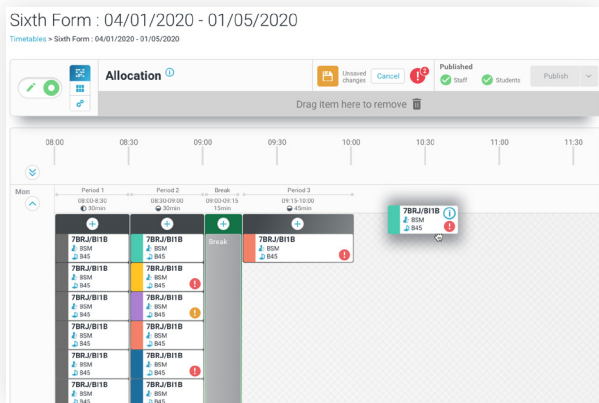 Sixth Form : 04/01/2020 - 01/05/2020
Timetables > Sixth Form : 04/01/2020 - 01/05/2020
Allocation
Unsaved changes
Cancel
2
Published
Staff
Students
Publish
Drag item here to remove
08:00 08:30 09:00 09:30 10:00 10:30 11:00 11:30
Mon
Period 1 Period 2 Break Period 3
08:00-8:30 08:30-09:00 09:00-09:15 09:15-10:00
30min 30min 15min 45min
7BRJ/BI1B
BSM
B45
7BRJ/BI1B 7BRJ/BI1B Break 7BRJ/BI1B
BSM BSM BSM
B45 B45 B45
7BRJ/BI1B 7BRJ/BI1B
BSM BSM
B45 B45
7BRJ/BI1B 7BRJ/BI1B
BSM BSM
B45 B45
7BRJ/BI1B 7BRJ/BI1B
BSM BSM
B45 B45
7BRJ/BI1B 7BRJ/BI1B
BSM BSM
B45 B45
7BRJ/BI1B 7BRJ/BI1B
BSM BSM
B45 B45